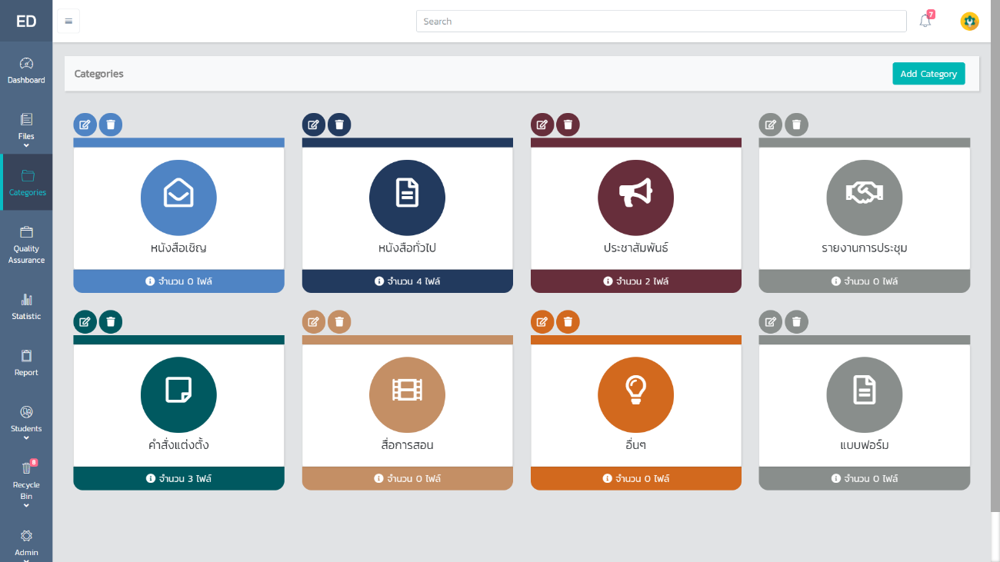 ED
Search
7
Dashboard
Files
Categories
Quality
Assurance
Statistic
Report
Students
8
Recycle
Bin
Admin
Categories
Add Category
หนังสือเชิญ
จำนวน 0 ไฟล์
หนังสือทั่วไป
จำนวน 4 ไฟล์
ประชาสัมพันธ์
จำนวน 2 ไฟล์
รายงานการประชุม
จำนวน 0 ไฟล์
คำสั่งแต่งตั้ง
จำนวน 3 ไฟล์
สื่อการสอน
จำนวน 0 ไฟล์
อื่นๆ
จำนวน 0 ไฟล์
แบบฟอร์ม
จำนวน 0 ไฟล์